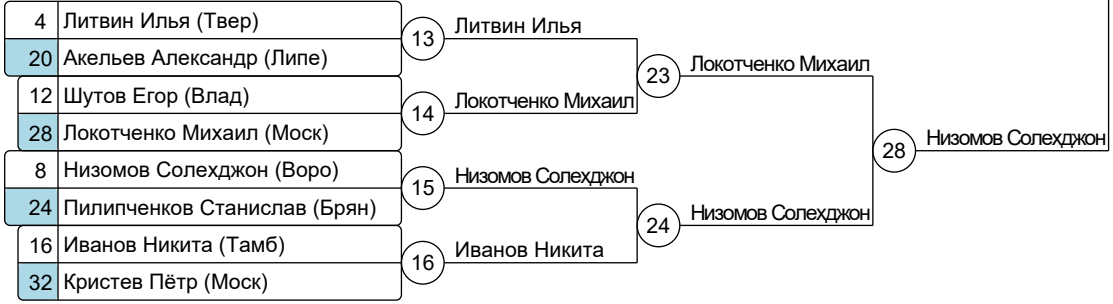 4 Литвин Илья (Твер)
20 Акельев Александр (Липе)
12 Шутов Егор (Влад)
28 Локотченко Михаил (Моск)
8 Низомов Солехджон (Воро)
24 Пилипченков Станислав (Брян)
16 Иванов Никита (Тамб)
32 Кристев Пётр (Моск)
13 Литвин Илья
14 Локотченко Михаил
15 Низомов Солехджон
16 Иванов Никита
23 Локотченко Михаил
24 Низомов Солехджон
28 Низомов Солехджон